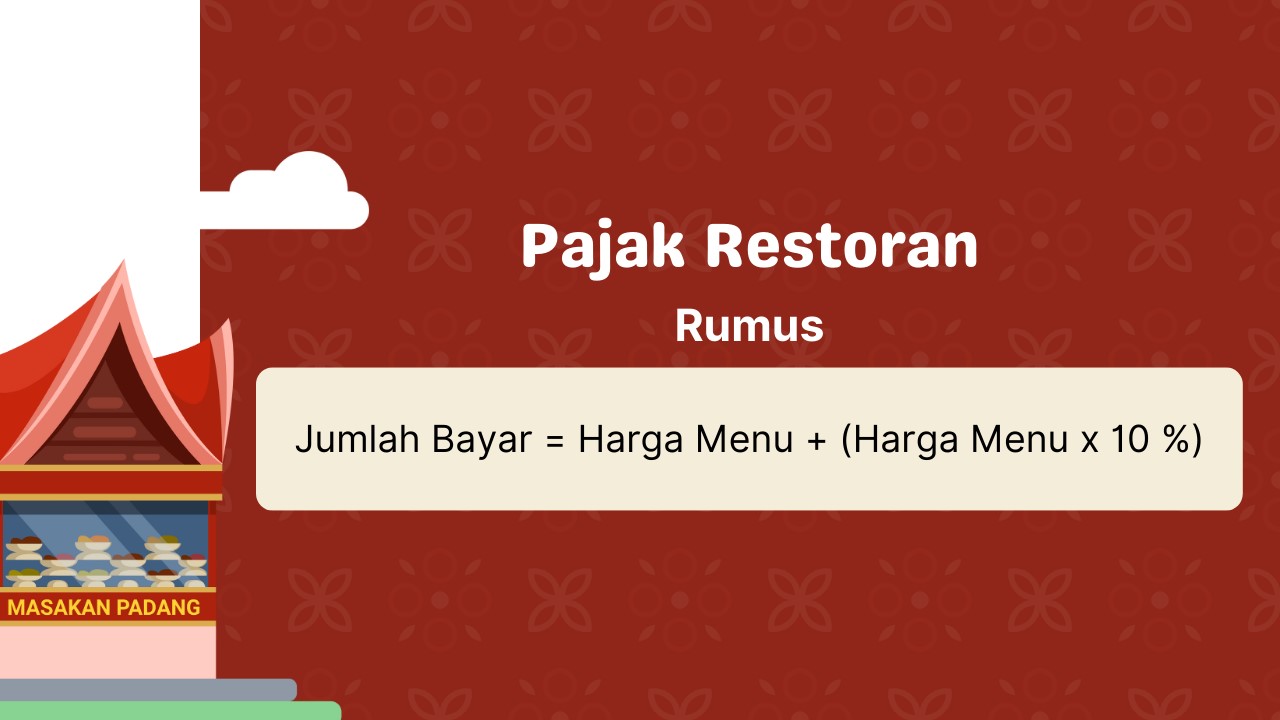 Pajak Restoran
Rumus
Jumlah Bayar = Harga Menu + (Harga Menu x 10 %)
MASAKAN PADANG